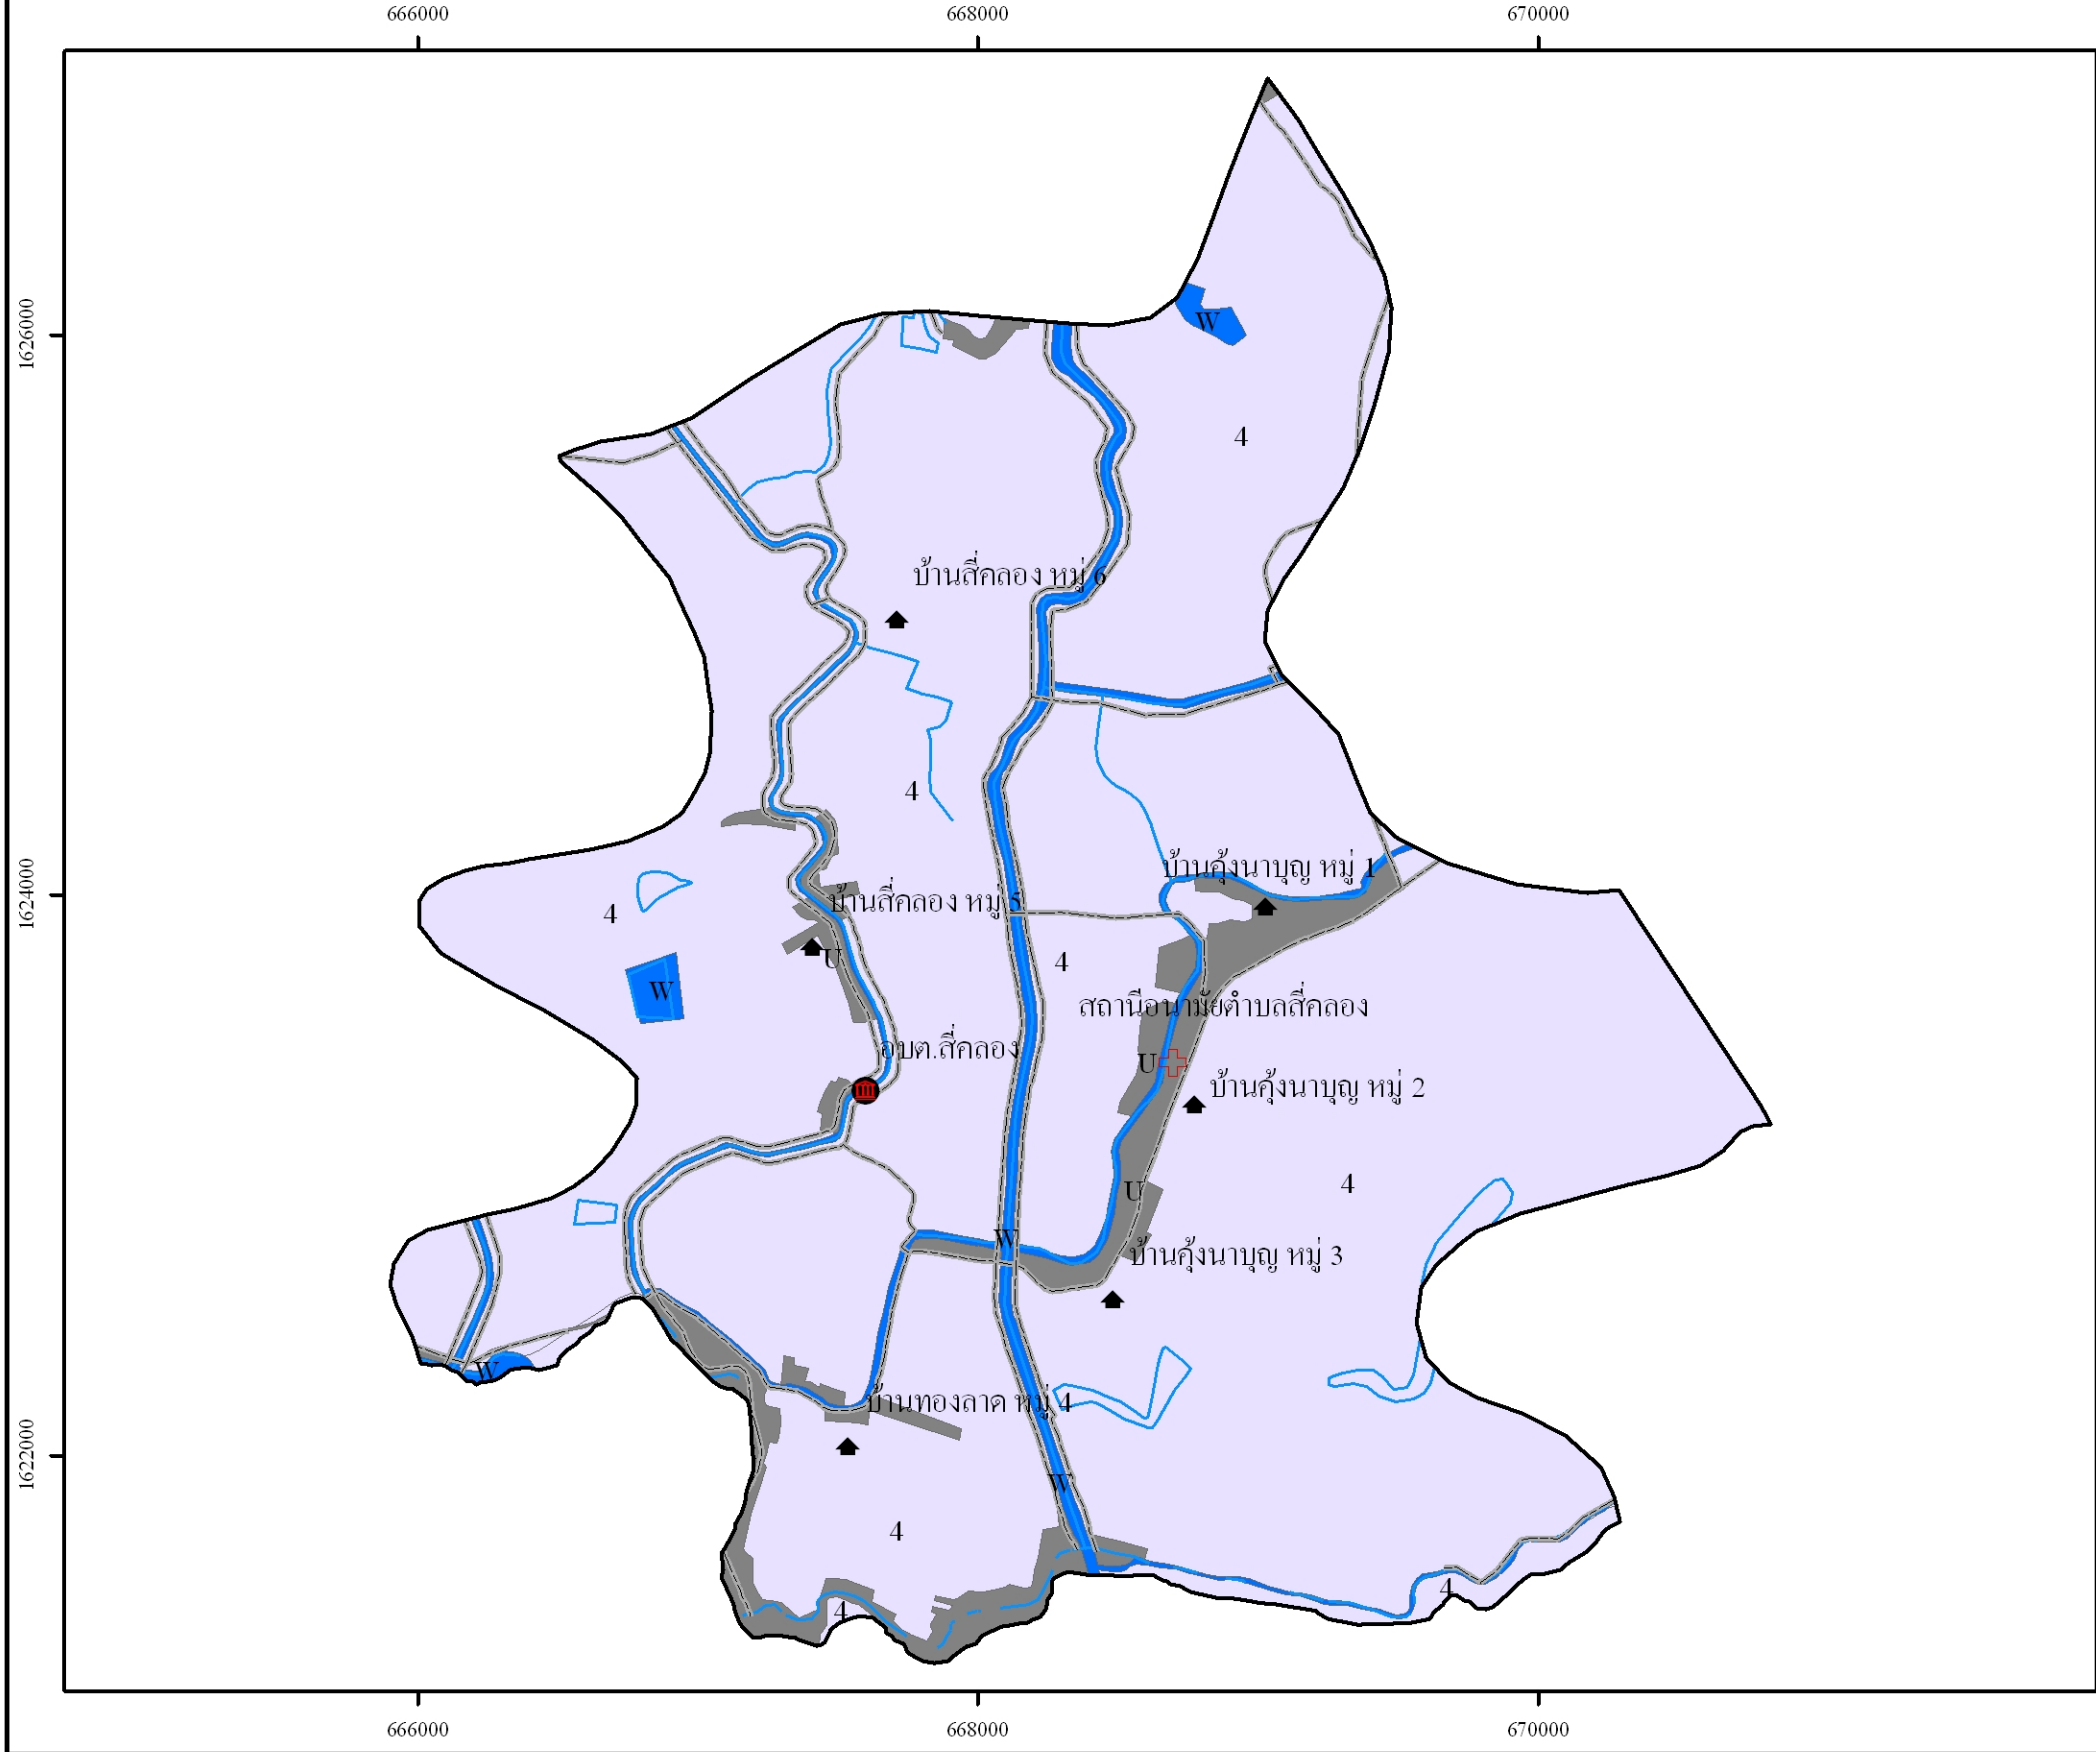 666000
668000
670000
1626000
W
4
บ้านสี่คลอง หมู่ 6
4
บ้านคุ้งนาบุญ หมู่ 1
1624000
บ้านสี่คลอง หมู่ 5
4
U
4
W
สถานีอนามัยตำบลสี่คลอง
อบต.สี่คลอง
U
บ้านคุ้งนาบุญ หมู่ 2
4
U
W
บ้านคุ้งนาบุญ หมู่ 3
W
บ้านทองลาด หมู่ 4
1622000
W
4
4
4
666000
668000
670000